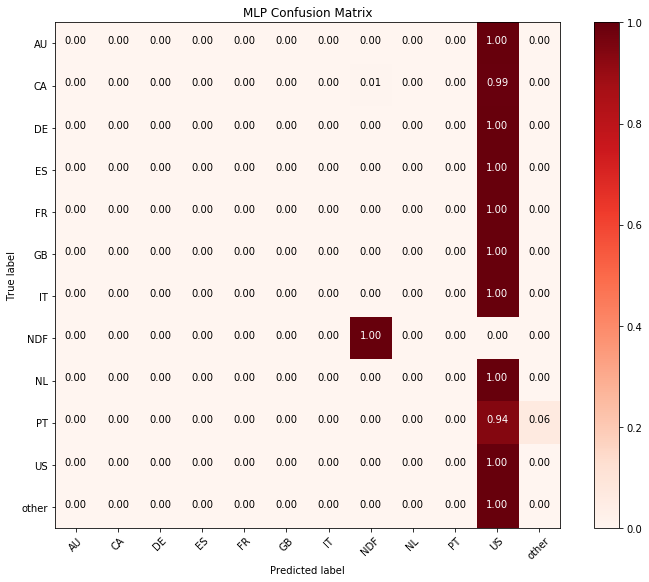 MLP Confusion Matrix
AU 0.00 0.00 0.00 0.00 0.00 0.00 0.00 0.00 0.00 0.00 1.00 0.00
CA 0.00 0.00 0.00 0.00 0.00 0.00 0.00 0.01 0.00 0.00 0.99 0.00
DE 0.00 0.00 0.00 0.00 0.00 0.00 0.00 0.00 0.00 0.00 1.00 0.00
ES 0.00 0.00 0.00 0.00 0.00 0.00 0.00 0.00 0.00 0.00 1.00 0.00
FR 0.00 0.00 0.00 0.00 0.00 0.00 0.00 0.00 0.00 0.00 1.00 0.00
GB 0.00 0.00 0.00 0.00 0.00 0.00 0.00 0.00 0.00 0.00 1.00 0.00
IT 0.00 0.00 0.00 0.00 0.00 0.00 0.00 0.00 0.00 0.00 1.00 0.00
NDF 0.00 0.00 0.00 0.00 0.00 0.00 0.00 1.00 0.00 0.00 0.00 0.00
NL 0.00 0.00 0.00 0.00 0.00 0.00 0.00 0.00 0.00 0.00 1.00 0.00
PT 0.00 0.00 0.00 0.00 0.00 0.00 0.00 0.00 0.00 0.00 0.94 0.06
US 0.00 0.00 0.00 0.00 0.00 0.00 0.00 0.00 0.00 0.00 1.00 0.00
other 0.00 0.00 0.00 0.00 0.00 0.00 0.00 0.00 0.00 0.00 1.00 0.00
AU CA DE ES FR GB IT NDF NL PT US other
Predicted label
True label
1.0
0.8
0.6
0.4
0.2
0.0